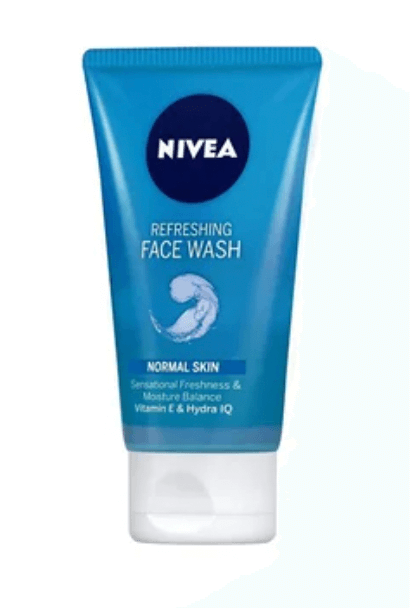 NIVEA
REFRESHING
FACE WASH
NORMAL SKIN
Sensational Freshness &
Moisture Balance
Vitamin E & Hydra IQ